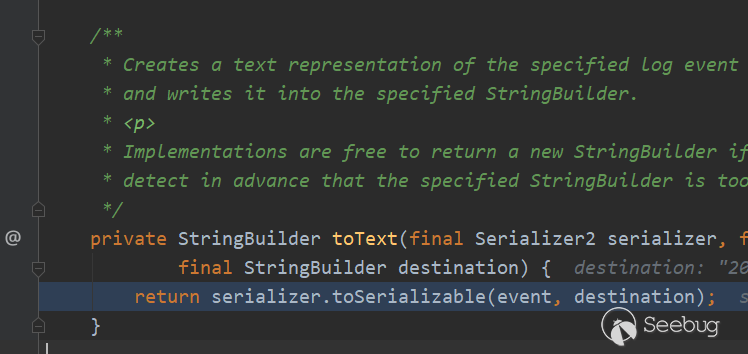 /**
* Creates a text representation of the specified log event
* and writes it into the specified StringBuilder.
* <p>
* Implementations are free to return a new StringBuilder if
* detect in advance that the specified StringBuilder is too
*/
@ private StringBuilder toText(final Serializer2 serializer, f
final StringBuilder destination) { destination: "20
return serializer.toSerializable(event, destination); s
}
Seebug